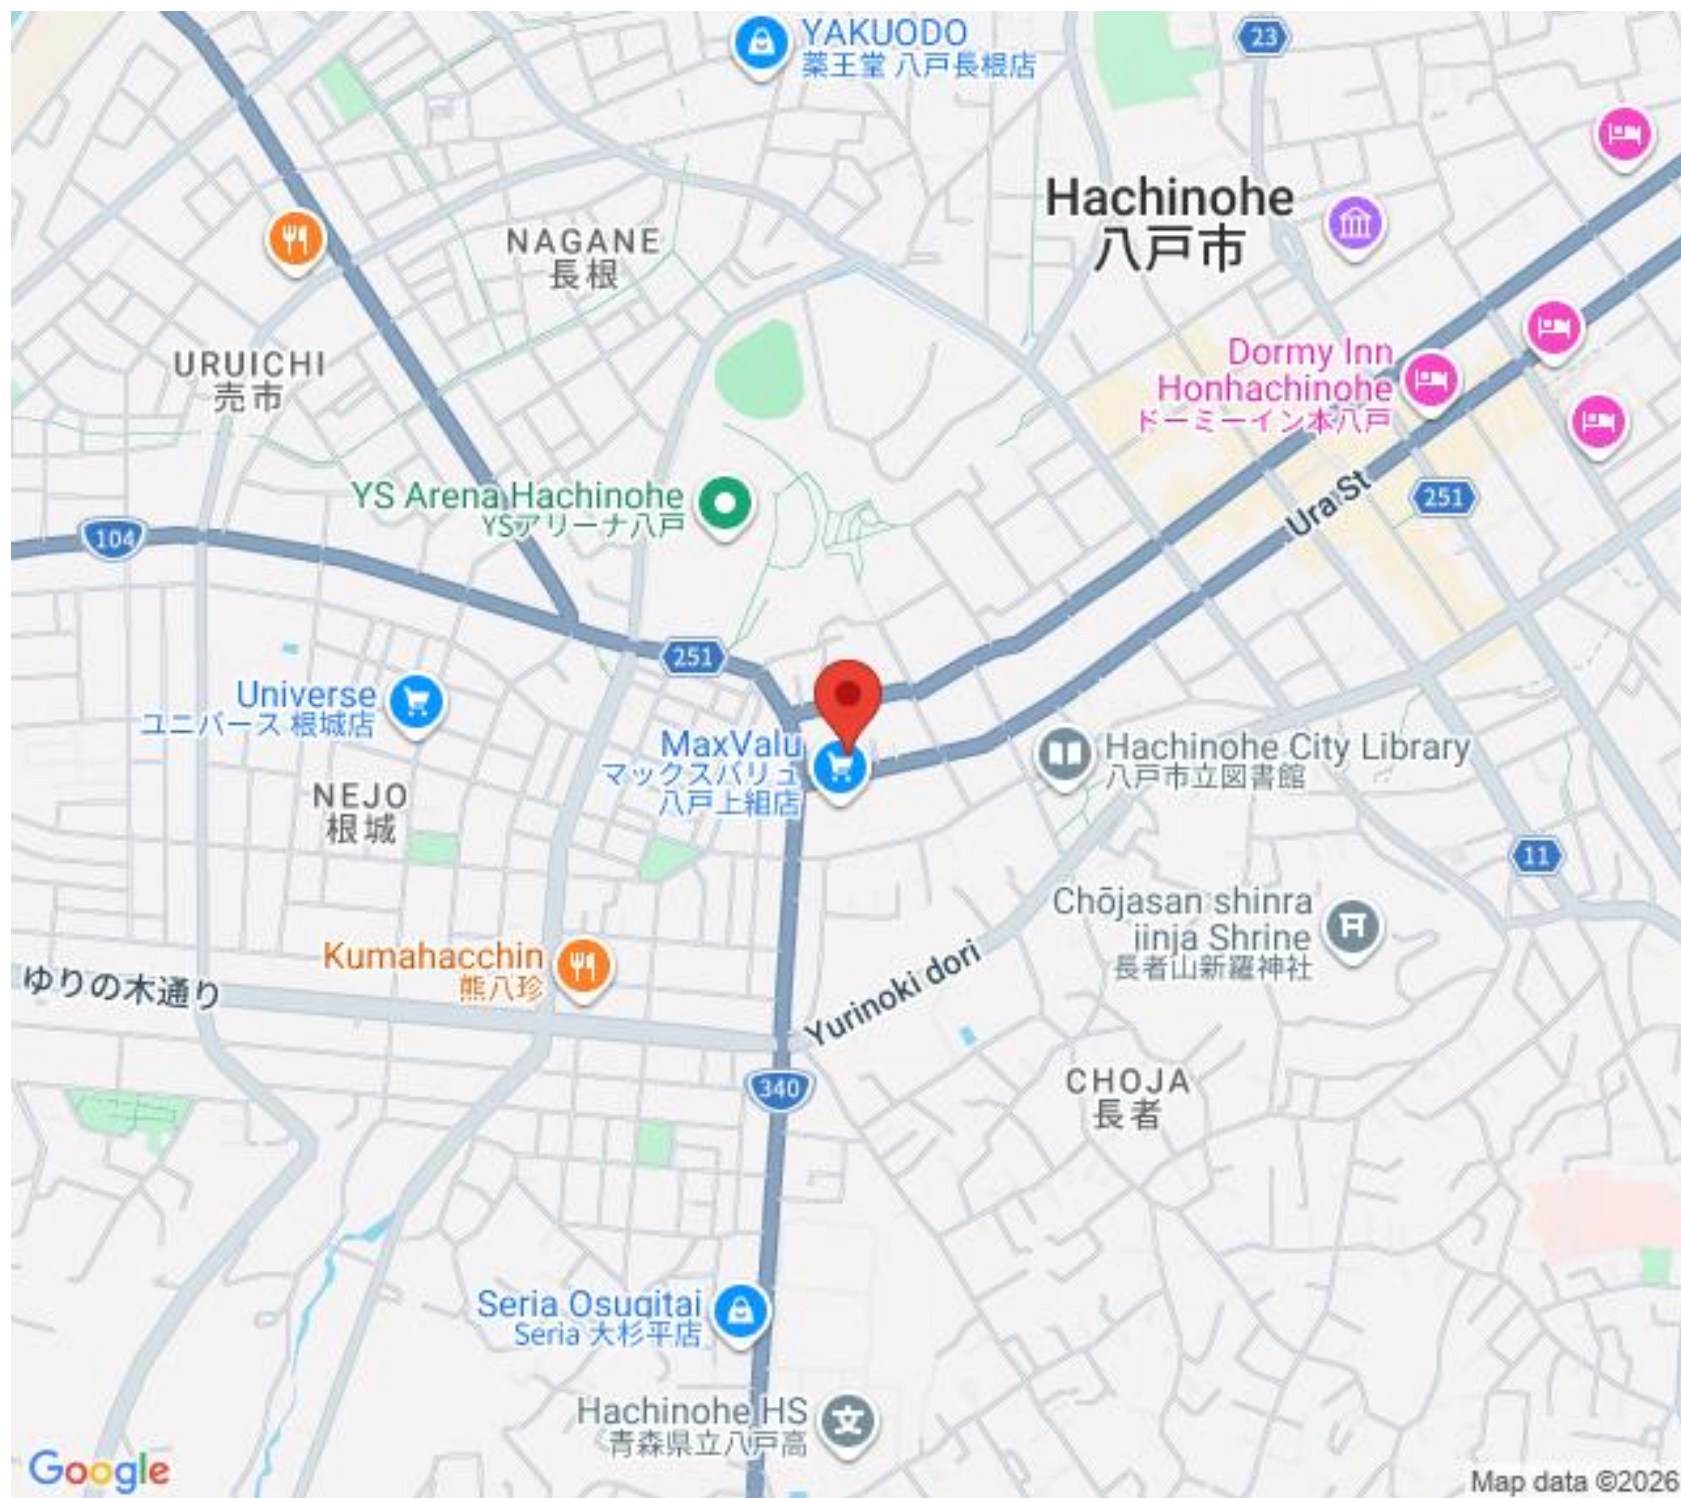 YAKUODO
薬王堂 八戸長根店
23
Hachinohe
八戸市
NAGANE
長根
URUICHI
売市
Dormy Inn
Honhachinohe
ドーミーイン本八戸
YS Arena Hachinohe
YSアリーナ八戸
251
Ura St
104
251
Universe
ユニバース 根城店
MaxValu
マックスバリュ
八戸上組店
Hachinohe City Library
八戸市立図書館
NEJO
根城
11
Chōjasan shinra
jinja Shrine
長者山新羅神社
Kumahacchin
熊八珍
ゆりの木通り
Yurinoki dori
340
CHOJA
長者
Seria Osugitai
Seria 大杉平店
Hachinohe HS
青森県立八戸高
文
Google
Map data ©2026